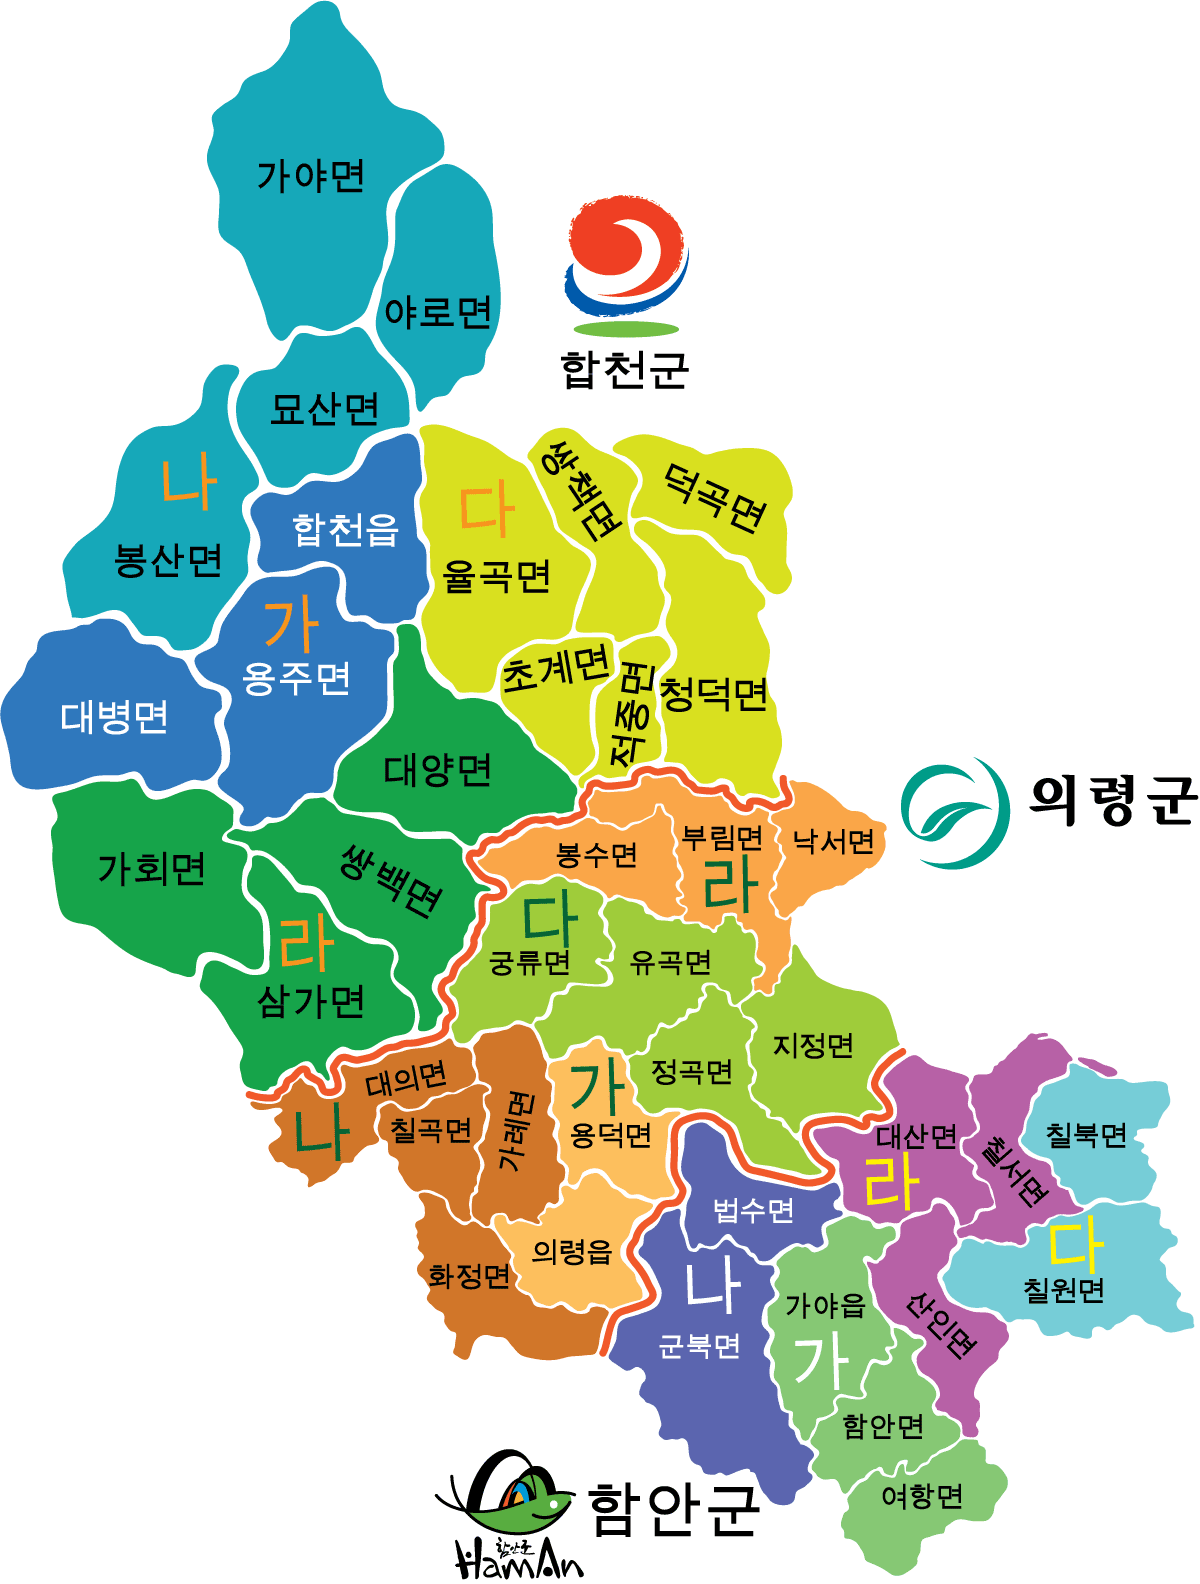 가야면
야로면
합천군
묘산면
나
봉산면
합천읍
다
율곡면
쌍책면
덕곡면
가
용주면
대병면
초계면
적중면
청덕면
대양면
의령군
가회면
쌍백면
라
삼가면
봉수면
부림면
낙서면
라
다
궁류면
유곡면
지정면
정곡면
대의면
나
칠곡면
가례면
가
용덕면
의령읍
화정면
대산면
라
칠서면
칠북면
다
칠원면
법수면
나
군북면
가야읍
가
산인면
함안면
여항면
함안군
함안군
HamAn